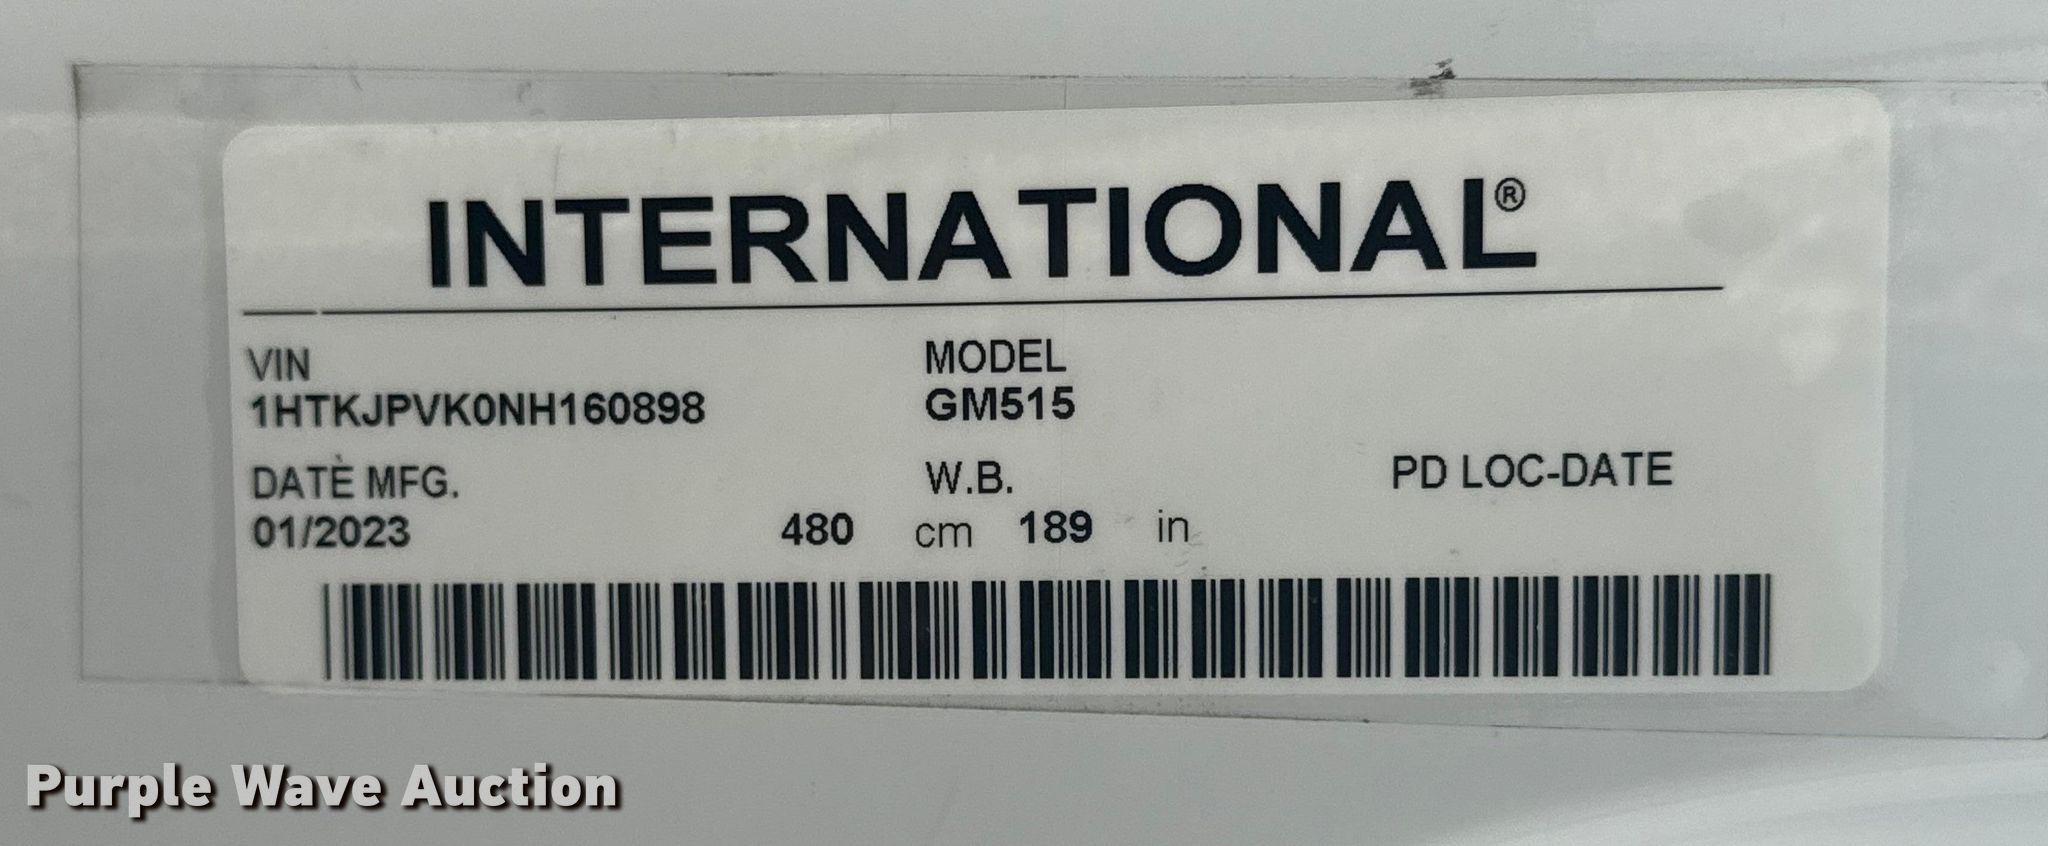 INTERNATIONAL®
VIN MODEL
1HTKJPVK0NH160898 GM515
DATE MFG. W.B. PD LOC-DATE
01/2023 480 cm 189 in
Purple Wave Auction